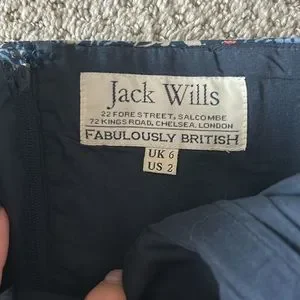 Jack Wills
22 FORE STREET, SALCOMBE
72 KINGS ROAD, CHELSEA, LONDON
FABULOUSLY BRITISH
UK 6
US 2